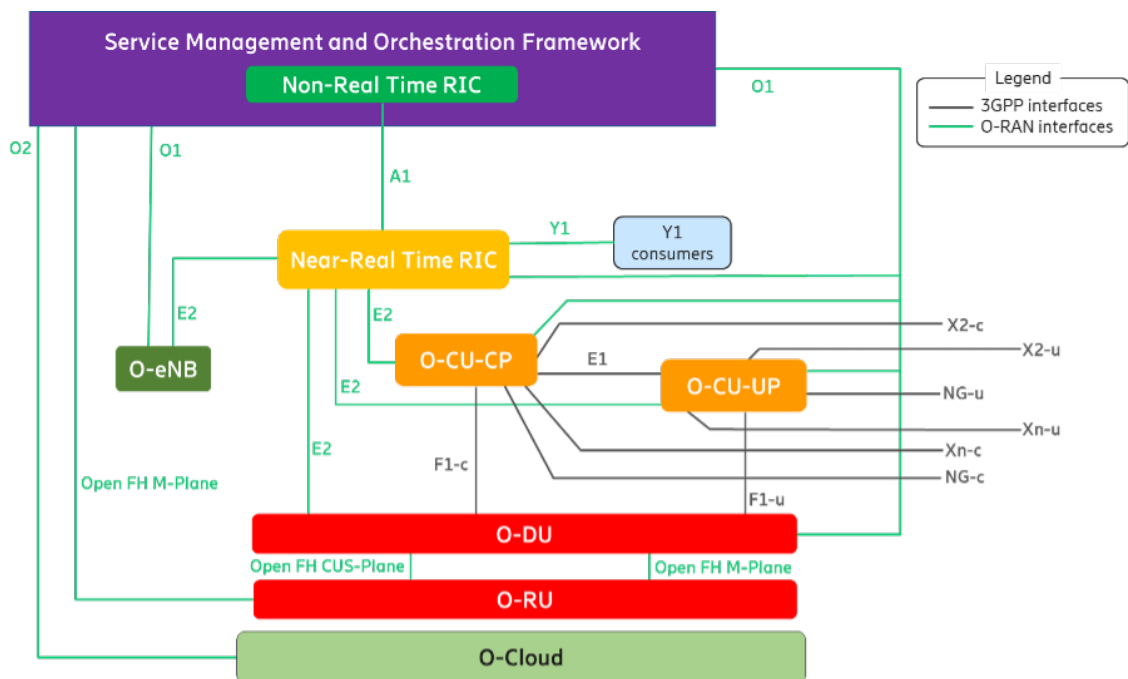 Service Management and Orchestration Framework
Non-Real Time RIC
O1
Legend
3GPP interfaces
O-RAN interfaces
O2
O1
A1
Y1
Y1
consumers
Near-Real Time RIC
E2
E2
O-eNB
O-CU-CP
E1
O-CU-UP
X2-c
X2-u
NG-u
Xn-u
Xn-c
NG-c
E2
E2
F1-c
F1-u
Open FH M-Plane
O-DU
Open FH CUS-Plane
Open FH M-Plane
O-RU
O-Cloud